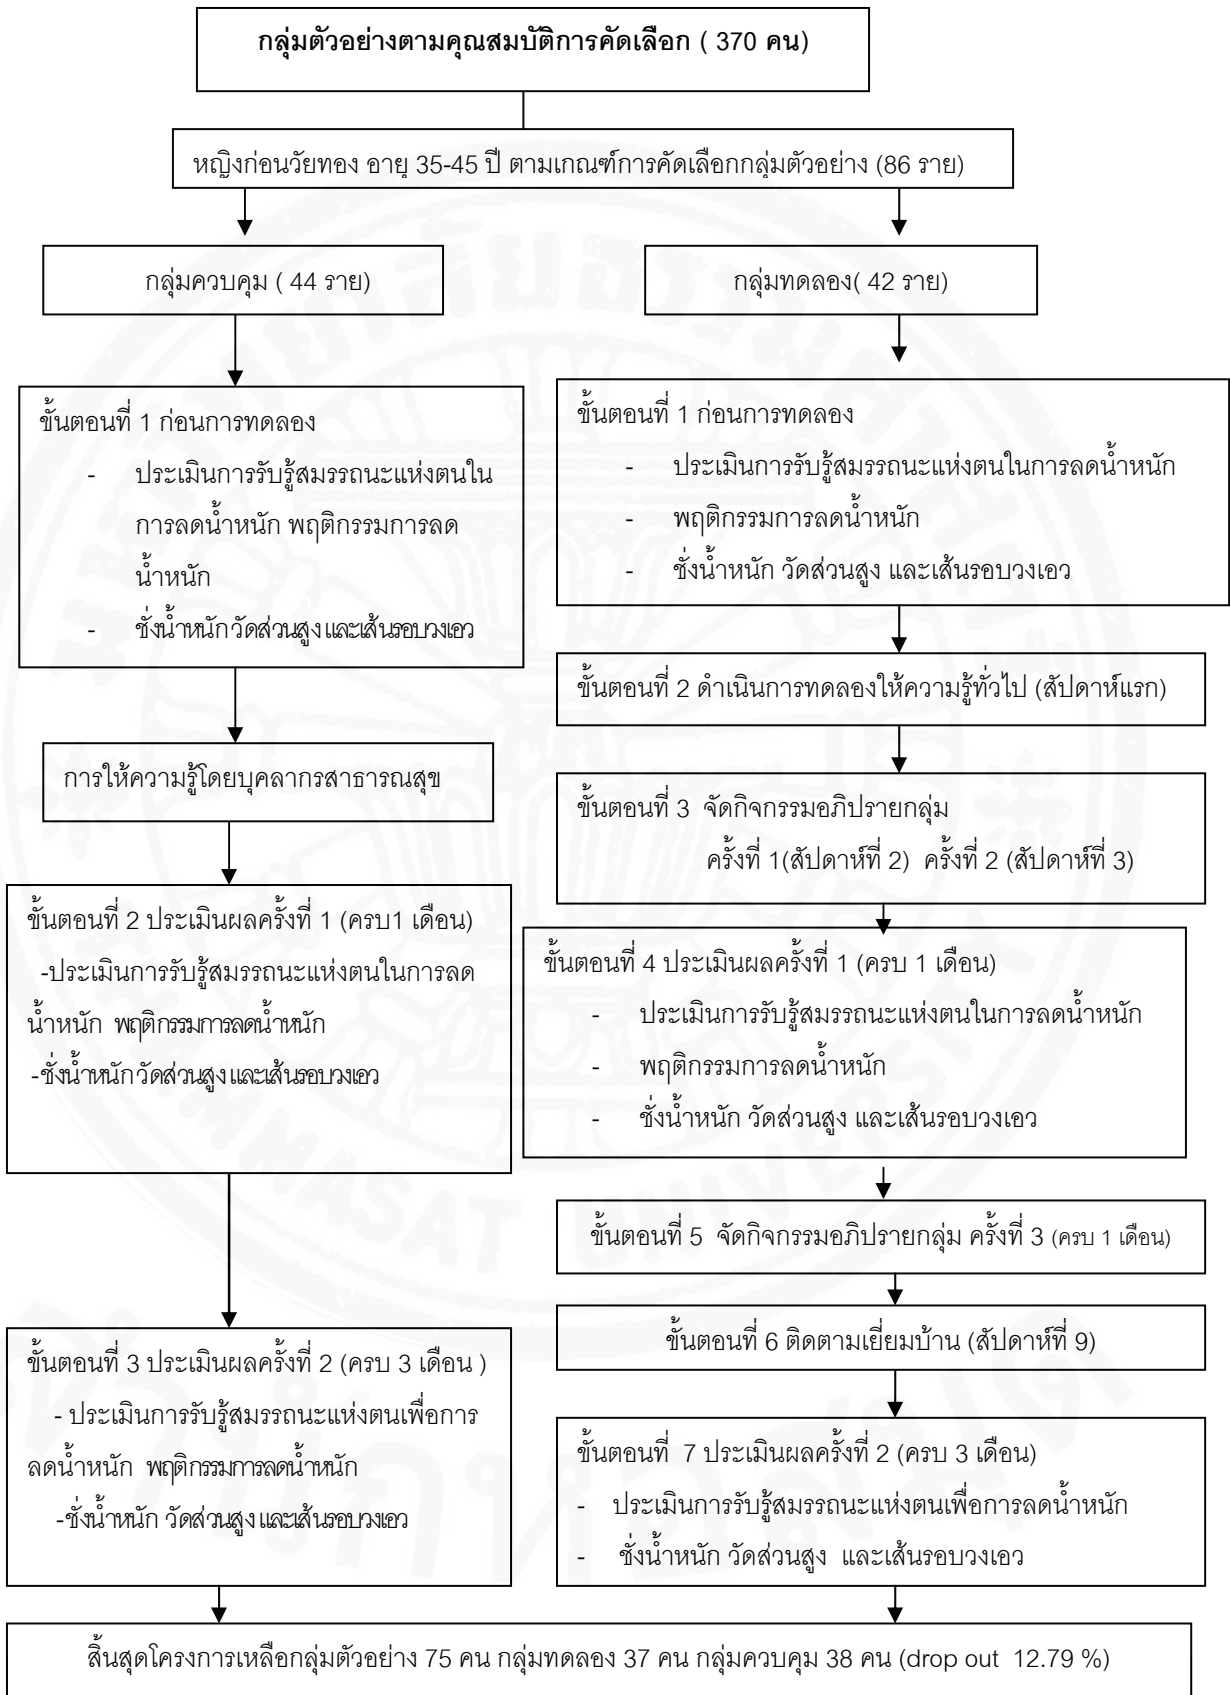 กลุ่มตัวอย่างตามคุณสมบัติการคัดเลือก ( 370 คน)
หญิงก่อนวัยทอง อายุ 35-45 ปี ตามเกณฑ์การคัดเลือกกลุ่มตัวอย่าง (86 ราย)
กลุ่มควบคุม ( 44 ราย)
ขั้นตอนที่ 1 ก่อนการทดลอง
- ประเมินการรับรู้สมรรถนะแห่งตนใน
การลดน้ำหนัก พฤติกรรมการลด
น้ำหนัก
- ชั่งน้ำหนัก วัดส่วนสูง และเส้นรอบวงเอว
การให้ความรู้โดยบุคลากรสาธารณสุข
ขั้นตอนที่ 2 ประเมินผลครั้งที่ 1 (ครบ1 เดือน)
-ประเมินการรับรู้สมรรถนะแห่งตนในการลด
น้ำหนัก พฤติกรรมการลดน้ำหนัก
-ชั่งน้ำหนัก วัดส่วนสูง และเส้นรอบวงเอว
ขั้นตอนที่ 3 ประเมินผลครั้งที่ 2 (ครบ 3 เดือน )
- ประเมินการรับรู้สมรรถนะแห่งตนเพื่อการ
ลดน้ำหนัก พฤติกรรมการลดน้ำหนัก
-ชั่งน้ำหนัก วัดส่วนสูง และเส้นรอบวงเอว
กลุ่มทดลอง( 42 ราย)
ขั้นตอนที่ 1 ก่อนการทดลอง
- ประเมินการรับรู้สมรรถนะแห่งตนในการลดน้ำหนัก
- พฤติกรรมการลดน้ำหนัก
- ชั่งน้ำหนัก วัดส่วนสูง และเส้นรอบวงเอว
ขั้นตอนที่ 2 ดำเนินการทดลองให้ความรู้ทั่วไป (สัปดาห์แรก)
ขั้นตอนที่ 3 จัดกิจกรรมอภิปรายกลุ่ม
ครั้งที่ 1(สัปดาห์ที่ 2) ครั้งที่ 2 (สัปดาห์ที่ 3)
ขั้นตอนที่ 4 ประเมินผลครั้งที่ 1 (ครบ 1 เดือน)
- ประเมินการรับรู้สมรรถนะแห่งตนในการลดน้ำหนัก
- พฤติกรรมการลดน้ำหนัก
- ชั่งน้ำหนัก วัดส่วนสูง และเส้นรอบวงเอว
ขั้นตอนที่ 5 จัดกิจกรรมอภิปรายกลุ่ม ครั้งที่ 3 (ครบ 1 เดือน)
ขั้นตอนที่ 6 ติดตามเยี่ยมบ้าน (สัปดาห์ที่ 9)
ขั้นตอนที่ 7 ประเมินผลครั้งที่ 2 (ครบ 3 เดือน)
- ประเมินการรับรู้สมรรถนะแห่งตนเพื่อการลดน้ำหนัก
- ชั่งน้ำหนัก วัดส่วนสูง และเส้นรอบวงเอว
สิ้นสุดโครงการเหลือกลุ่มตัวอย่าง 75 คน กลุ่มทดลอง 37 คน กลุ่มควบคุม 38 คน (drop out 12.79 %)